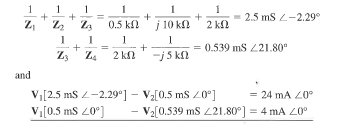 1/Z₁ + 1/Z₂ + 1/Z₃ = 1/0.5 kΩ + 1/j 10 kΩ + 1/2 kΩ = 2.5 mS ∠−2.29°
1/Z₃ + 1/Z₄ = 1/2 kΩ + 1/−j 5 kΩ = 0.539 mS ∠21.80°
and
V₁[2.5 mS ∠−2.29°] − V₂[0.5 mS ∠0°] = 24 mA ∠0°
V₁[0.5 mS ∠0°] − V₂[0.539 mS ∠21.80°] = 4 mA ∠0°